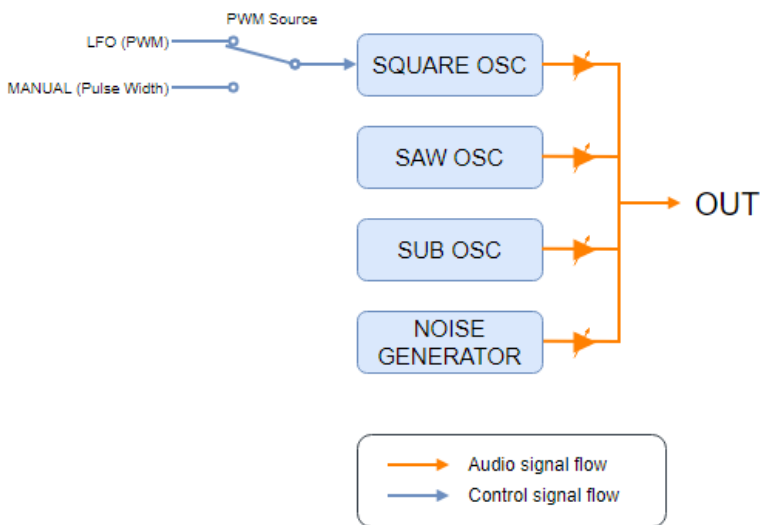 PWM Source
LFO (PWM)
MANUAL (Pulse Width)
SQUARE OSC
SAW OSC
SUB OSC
NOISE
GENERATOR
OUT
Audio signal flow
Control signal flow